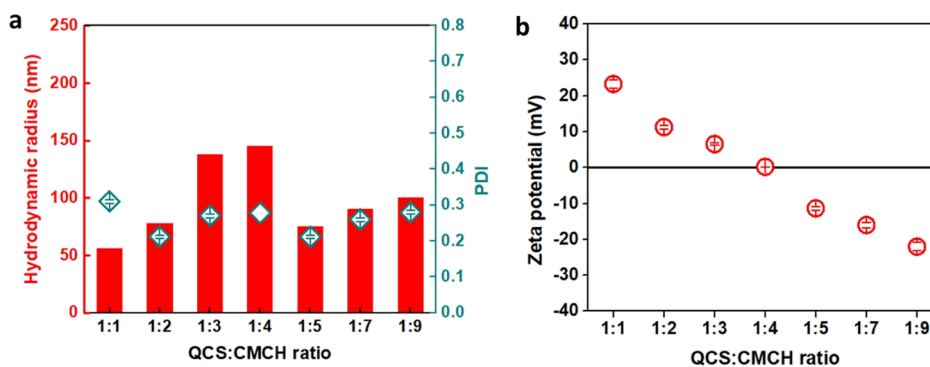 a
250
200
150
100
50
0
Hydrodynamic radius (nm)
0.8
0.7
0.6
0.5
0.4
0.3
0.2
0.1
0.0
PDI
1:1 1:2 1:3 1:4 1:5 1:7 1:9
QCS:CMCH ratio
b
40
30
20
10
0
-10
-20
-30
-40
Zeta potential (mV)
1:1 1:2 1:3 1:4 1:5 1:7 1:9
QCS:CMCH ratio